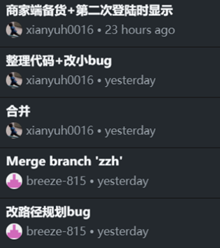 商家端备货+第二次登陆时显示
xianyuh0016 • 23 hours ago
整理代码+改小bug
xianyuh0016 • yesterday
合并
xianyuh0016 • yesterday
Merge branch 'zzh'
breeze-815 • yesterday
改路径规划bug
breeze-815 • yesterday